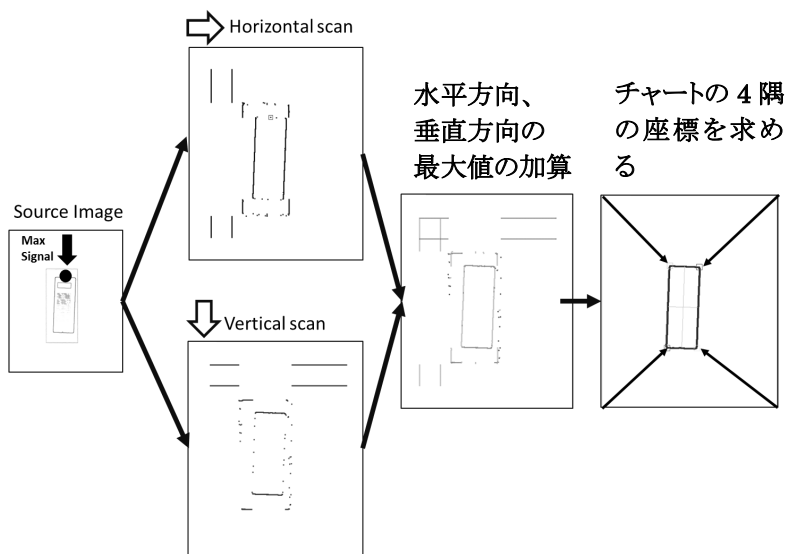 Horizontal scan
水平方向、
垂直方向の
最大値の加算
チャートの 4 隅
の座標を求め
る
Source Image
Max
Signal
Vertical scan